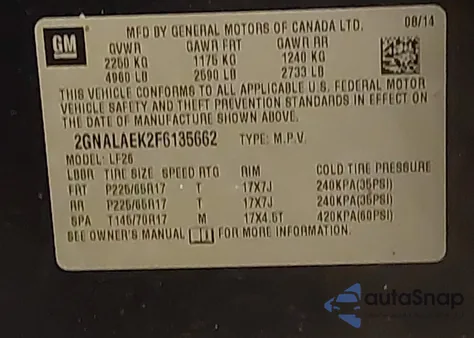 GM
MFD BY GENERAL MOTORS OF CANADA LTD. 08/14
GVWR GAWR FRT GAWR RR
2250 KG 1175 KG 1240 KG
4960 LB 2590 LB 2733 LB
THIS VEHICLE CONFORMS TO ALL APPLICABLE U.S. FEDERAL MOTOR
VEHICLE SAFETY AND THEFT PREVENTION STANDARDS IN EFFECT ON
THE DATE OF MANUFACTURE SHOWN ABOVE.
2GNALAEK2F6135662 TYPE: M.P.V.
MODEL: LF26
LBDR TIRE SIZE SPEED RTG RIM COLD TIRE PRESSURE
FRT P225/65R17 T 17X7J 240KPA(35PSI)
RR P225/65R17 T 17X7J 240KPA(35PSI)
SPA T145/70R17 M 17X4.5T 420KPA(60PSI)
SEE OWNER'S MANUAL FOR MORE INFORMATION.
autoSnap